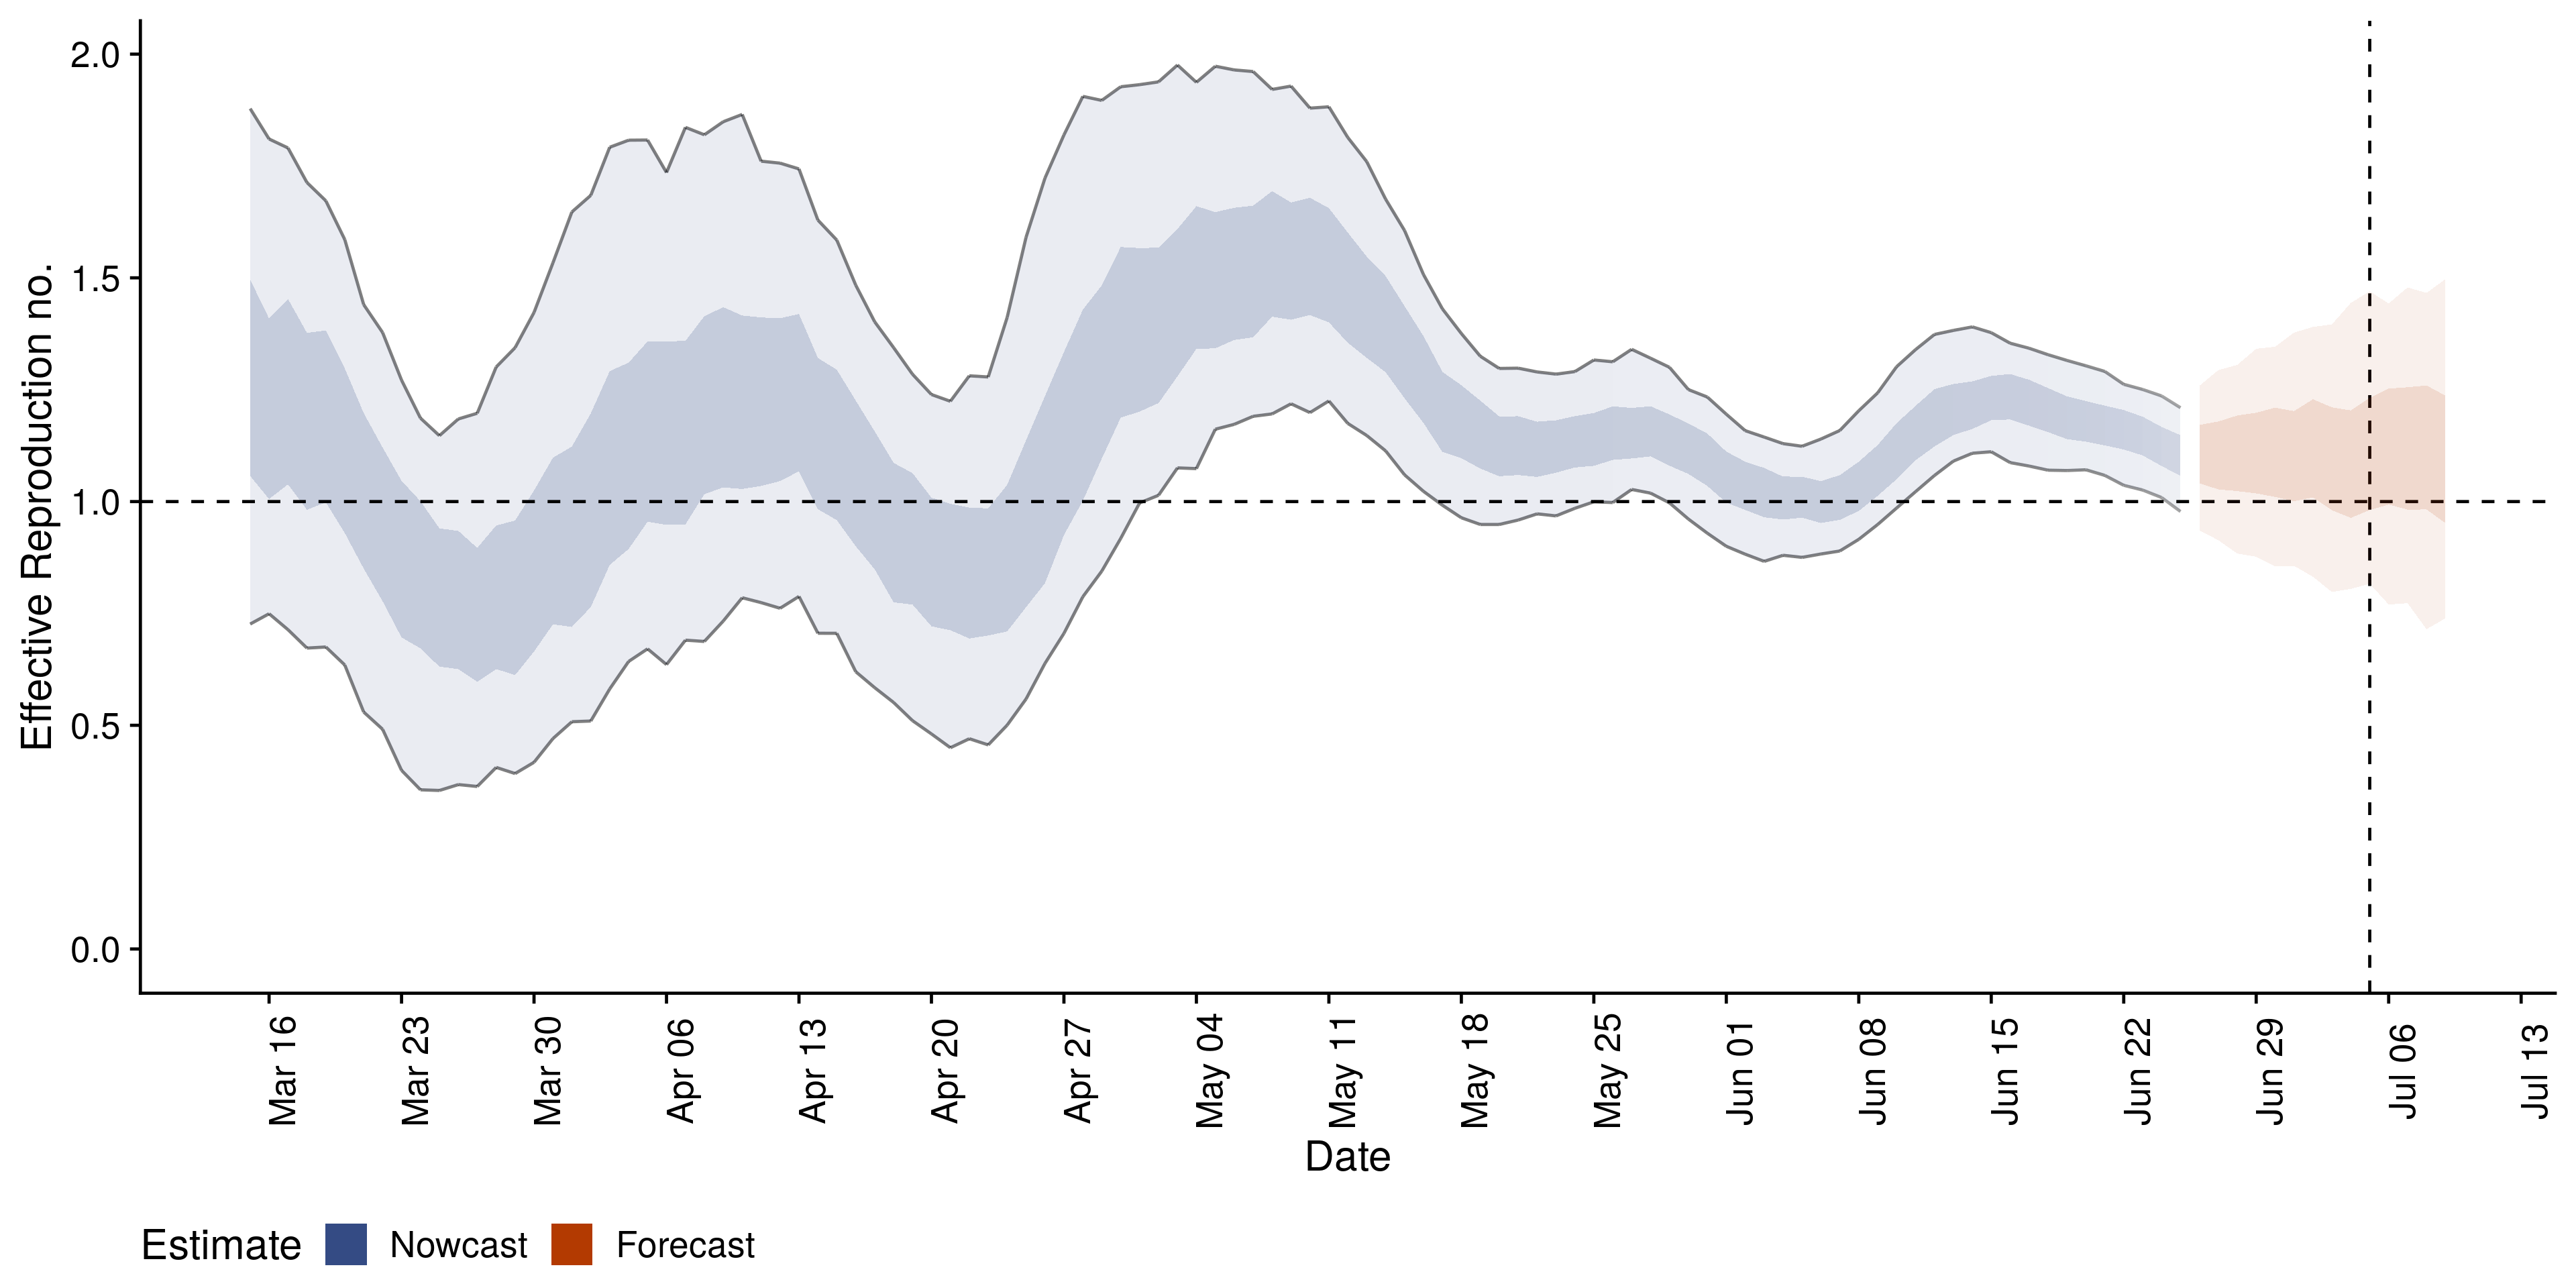 Effective Reproduction no.
2.0
1.5
1.0
0.5
0.0
Mar 16
Mar 23
Mar 30
Apr 06
Apr 13
Apr 20
Apr 27
May 04
May 11
May 18
May 25
Jun 01
Jun 08
Jun 15
Jun 22
Jun 29
Jul 06
Jul 13
Date
Estimate Nowcast Forecast